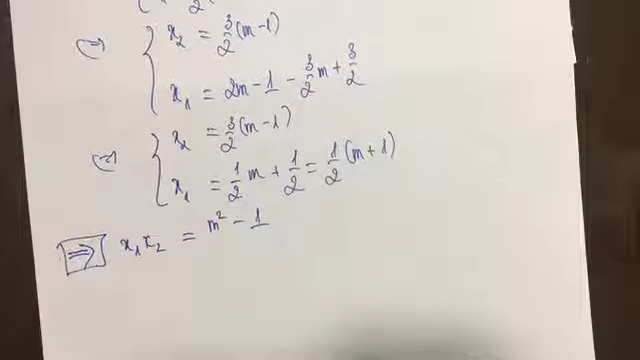 ⇔ { x₂ = 3/2 (m-1)
x₁ = 2m - 1 - 3/2 m + 3/2
⇔ { x₂ = 3/2 (m-1)
x₁ = 1/2 m + 1/2 = 1/2 (m+1)
⇒ x₁x₂ = m² - 1